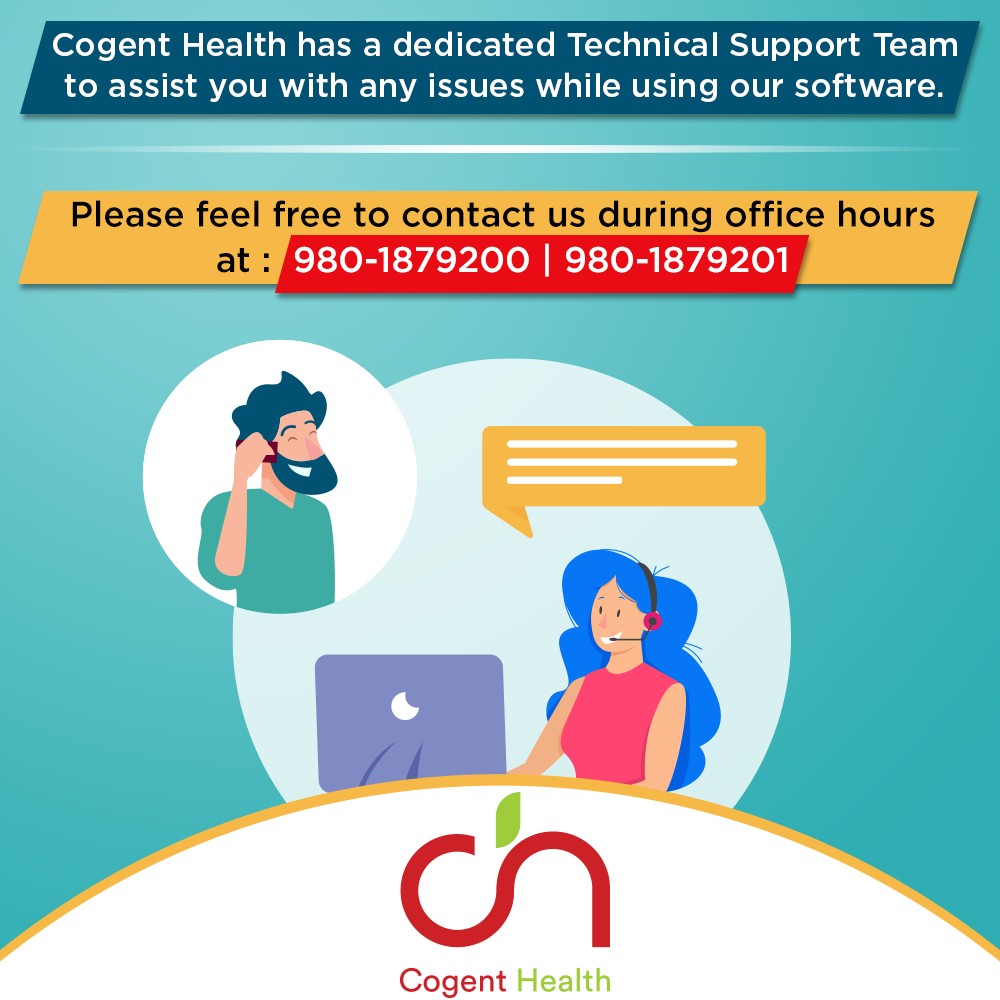 Cogent Health has a dedicated Technical Support Team
to assist you with any issues while using our software.
Please feel free to contact us during office hours
at : 980-1879200 | 980-1879201
Cogent Health